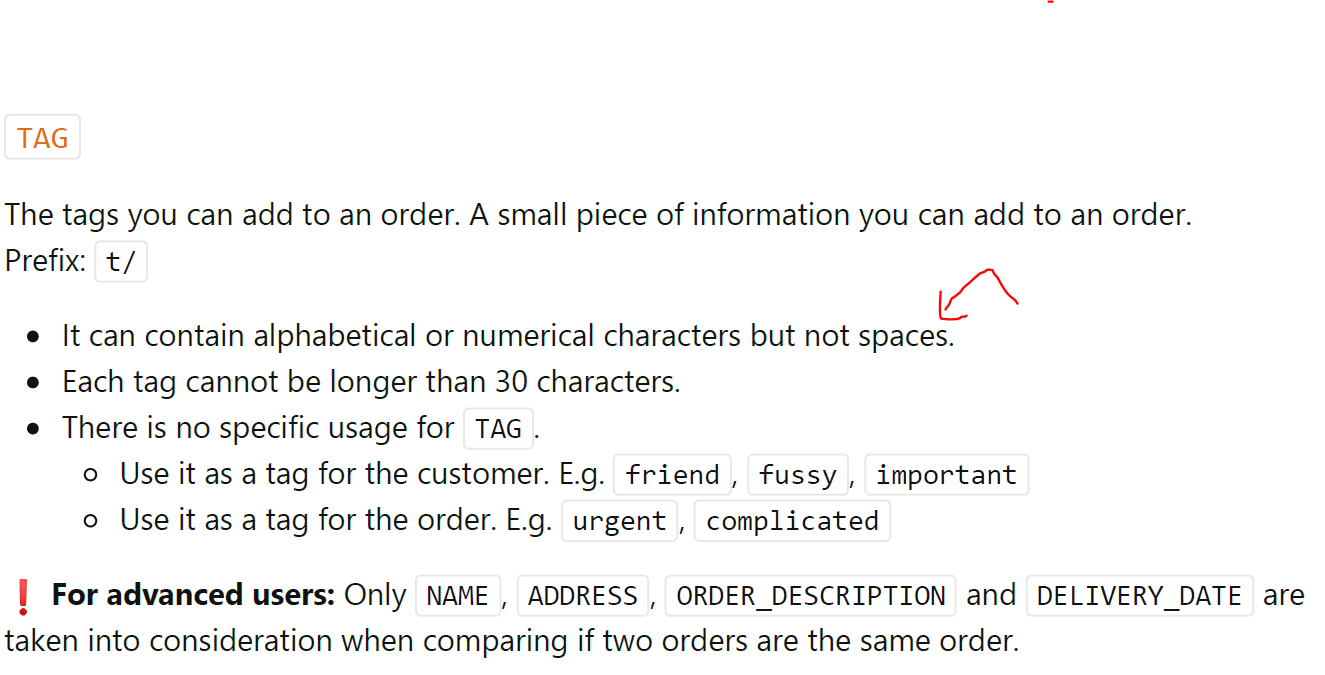 TAG
The tags you can add to an order. A small piece of information you can add to an order.
Prefix: t/
It can contain alphabetical or numerical characters but not spaces.
Each tag cannot be longer than 30 characters.
There is no specific usage for TAG.
Use it as a tag for the customer. E.g. friend, fussy, important
Use it as a tag for the order. E.g. urgent, complicated
❗ For advanced users: Only NAME, ADDRESS, ORDER_DESCRIPTION and DELIVERY_DATE are
taken into consideration when comparing if two orders are the same order.